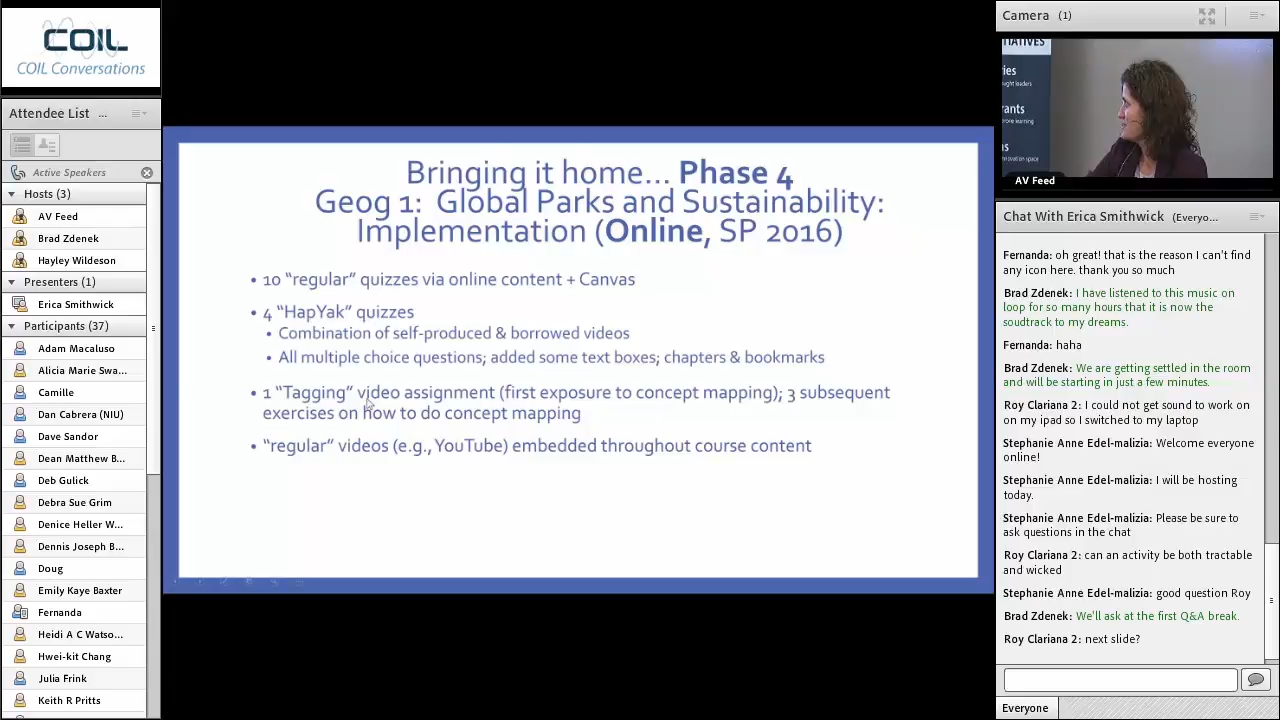 COIL
COIL Conversations
Attendee List ...
Active Speakers
Hosts (3)
AV Feed
Brad Zdenek
Hayley Wildeson
Presenters (1)
Erica Smithwick
Participants (37)
Adam Macaluso
Alicia Marie Swa...
Camille
Dan Cabrera (NIU)
Dave Sandor
Dean Matthew B...
Deb Gulick
Debra Sue Grim
Denice Heller W...
Dennis Joseph B...
Doug
Emily Kaye Baxter
Fernanda
Heidi A C Watso...
Hwei-kit Chang
Julia Frink
Keith R Pritts
Bringing it home... Phase 4
Geog 1: Global Parks and Sustainability:
Implementation (Online, SP 2016)
• 10 “regular” quizzes via online content + Canvas
• 4 “HapYak” quizzes
• Combination of self-produced & borrowed videos
• All multiple choice questions; added some text boxes; chapters & bookmarks
• 1 “Tagging” video assignment (first exposure to concept mapping); 3 subsequent
exercises on how to do concept mapping
• “regular” videos (e.g., YouTube) embedded throughout course content
Camera (1)
AV Feed
Chat With Erica Smithwick (Everyo...
Fernanda: oh great! that is the reason I can't find
any icon here. thank you so much
Brad Zdenek: I have listened to this music on
loop for so many hours that it is now the
soudtrack to my dreams.
Fernanda: haha
Brad Zdenek: We are getting settled in the room
and will be starting in just a few minutes.
Roy Clariana 2: I could not get sound to work on
on my ipad so I switched to my laptop
Stephanie Anne Edel-malizia: Welcome everyone
online!
Stephanie Anne Edel-malizia: I will be hosting
today.
Stephanie Anne Edel-malizia: Please be sure to
ask questions in the chat
Roy Clariana 2: can an activity be both tractable
and wicked
Stephanie Anne Edel-malizia: good question Roy
Brad Zdenek: We'll ask at the first Q&A break.
Roy Clariana 2: next slide?
Everyone